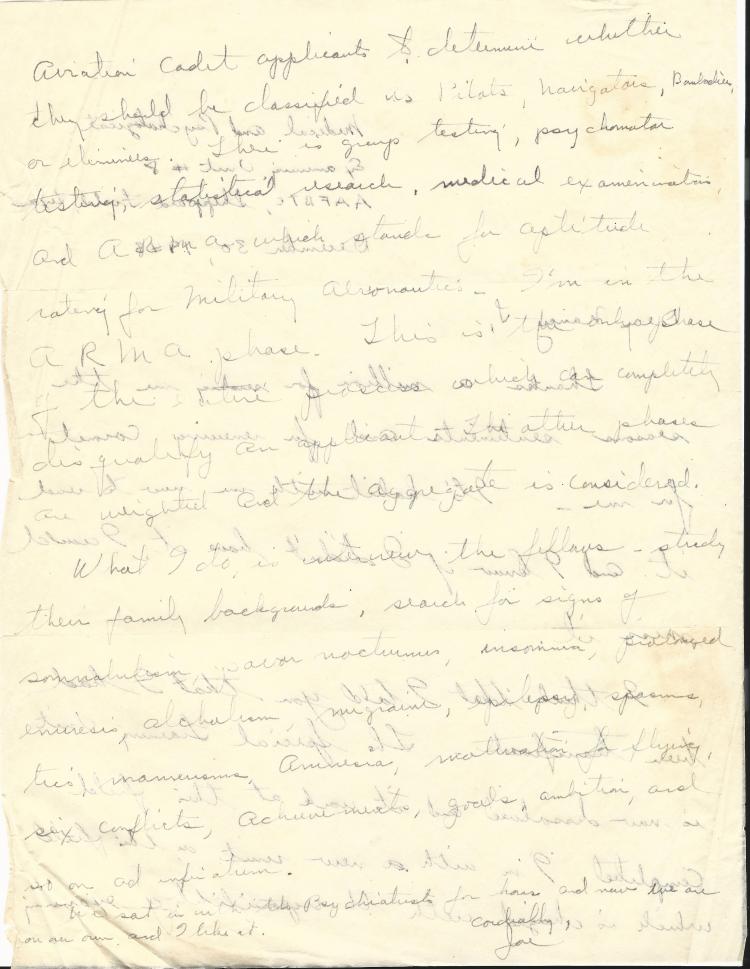 Aviation Cadet applicants to determine whether
they should be classified as Pilots, Navigators, Bombadiers,
or eliminees. There is group testing, psychomotor
testing, statistical research, medical examination,
and A R M A, which stands for aptitude
rating for Military Aeronautics - I'm in the
A R M A phase. This is the only phase
of the entire process which can completely
disqualify an applicant. The other phases
are weighted and the aggregate is considered.
What I do is interview the fellows - study
their family backgrounds, search for signs of
somnambulism, pavor nocturnus, insomnia, prolonged
enuresis, alcoholism, migraine, epilepsy, spasms,
tics, mannerisms, Amnesia, motivation to flying,
sex conflicts, achievements, goals, ambition, and
so on ad infinitum.
We sat in with the Psychiatrists for hours and now we are
on our own, and I like it.
Cordially,
Joe